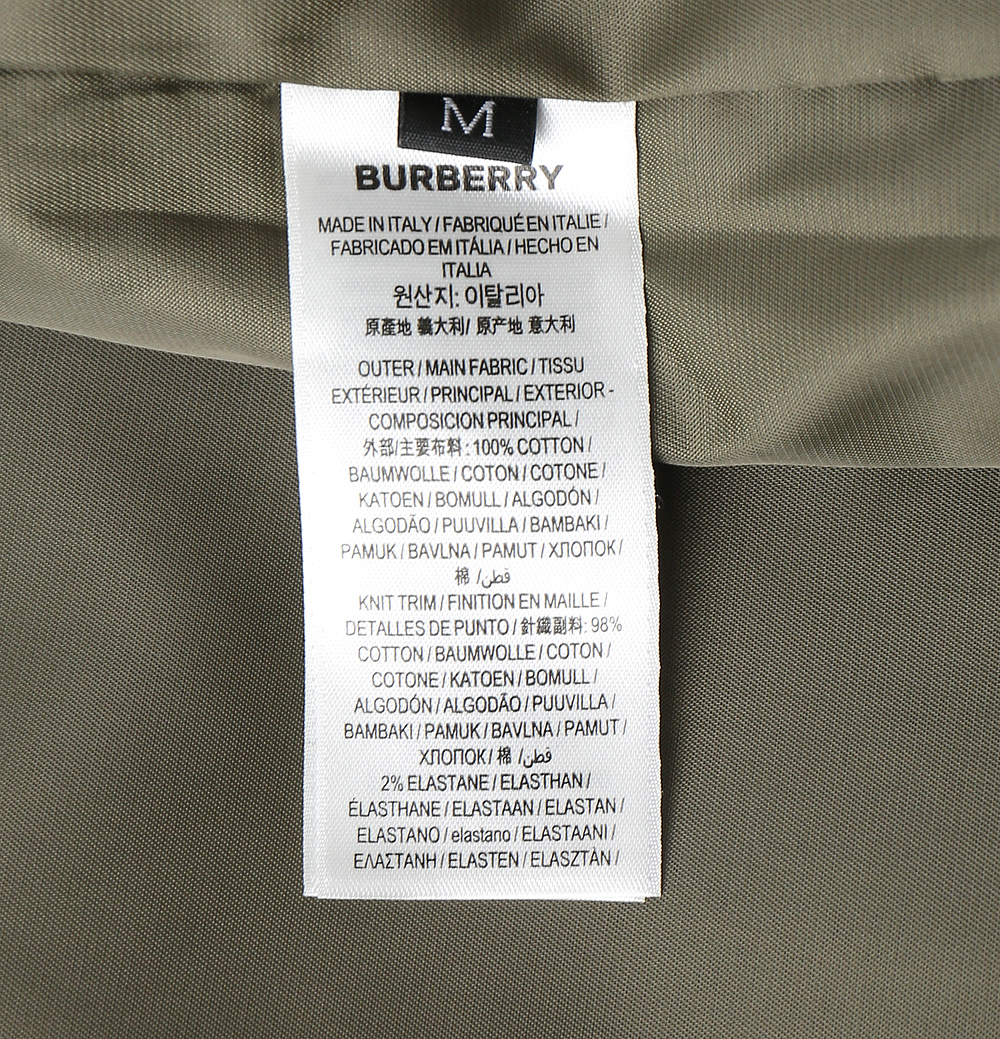 M
BURBERRY
MADE IN ITALY / FABRIQUÉ EN ITALIE /
FABRICADO EM ITÁLIA / HECHO EN
ITALIA
원산지: 이탈리아
原產地 義大利/ 原产地 意大利
OUTER / MAIN FABRIC / TISSU
EXTÉRIEUR / PRINCIPAL / EXTERIOR -
COMPOSICION PRINCIPAL /
外部/主要布料: 100% COTTON /
BAUMWOLLE / COTON / COTONE /
KATOEN / BOMULL / ALGODÓN /
ALGODÃO / PUUVILLA / BAMBAKI /
PAMUK / BAVLNA / PAMUT / ХЛОПОК /
棉 /قطن
KNIT TRIM / FINITION EN MAILLE /
DETALLES DE PUNTO / 針織副料: 98%
COTTON / BAUMWOLLE / COTON /
COTONE / KATOEN / BOMULL /
ALGODÓN / ALGODÃO / PUUVILLA /
BAMBAKI / PAMUK / BAVLNA / PAMUT /
ХЛОПОК / 棉 /قطن
2% ELASTANE / ELASTHAN /
ÉLASTHANE / ELASTAAN / ELASTAN /
ELASTANO / elastano / ELASTAANI /
ΕΛΑΣΤΑΝΗ / ELASTEN / ELASZTÀN /